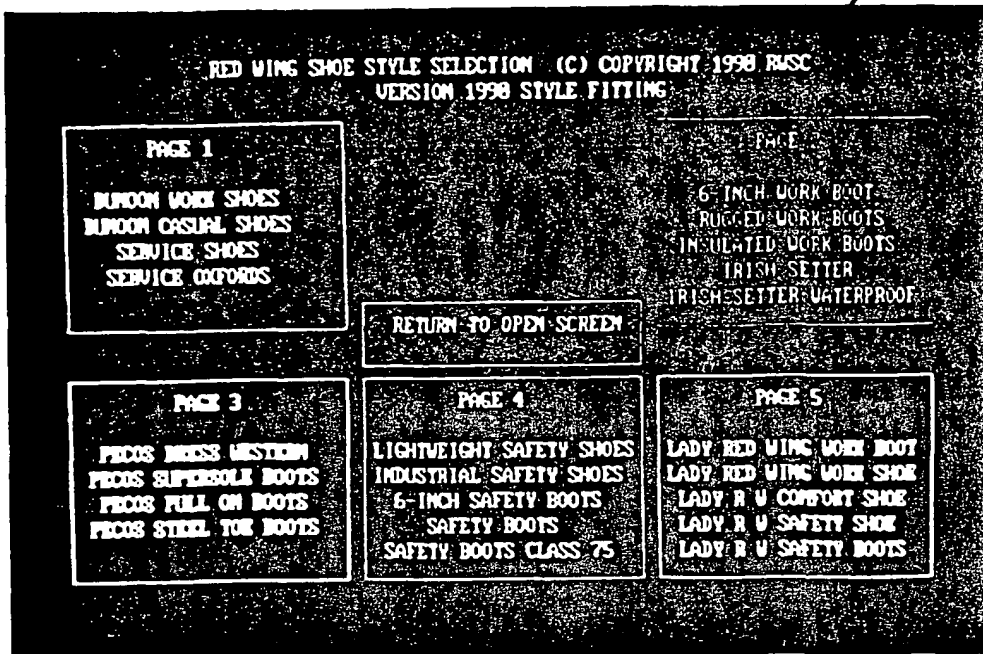 RED WING SHOE STYLE SELECTION (C) COPYRIGHT 1990 RWSC
VERSION 1990 STYLE FITTING
PAGE 1
DUNOON WORK SHOES
DUNOON CASUAL SHOES
SERVICE SHOES
SERVICE OXFORDS
PAGE
6-INCH WORK BOOT
RUGGED WORK BOOTS
INSULATED WORK BOOTS
IRISH SETTER
IRISH SETTER WATERPROOF
RETURN TO OPEN SCREEN
PAGE 3
PECOS DRESS WESTERN
PECOS SUPERSOLE BOOTS
PECOS PULL ON BOOTS
PECOS STEEL TOE BOOTS
PAGE 4
LIGHTWEIGHT SAFETY SHOES
INDUSTRIAL SAFETY SHOES
6-INCH SAFETY BOOTS
SAFETY BOOTS
SAFETY BOOTS CLASS 75
PAGE 5
LADY RED WING WORK BOOT
LADY RED WING WORK SHOE
LADY R W COMFORT SHOE
LADY R W SAFETY SHOE
LADY R W SAFETY BOOTS